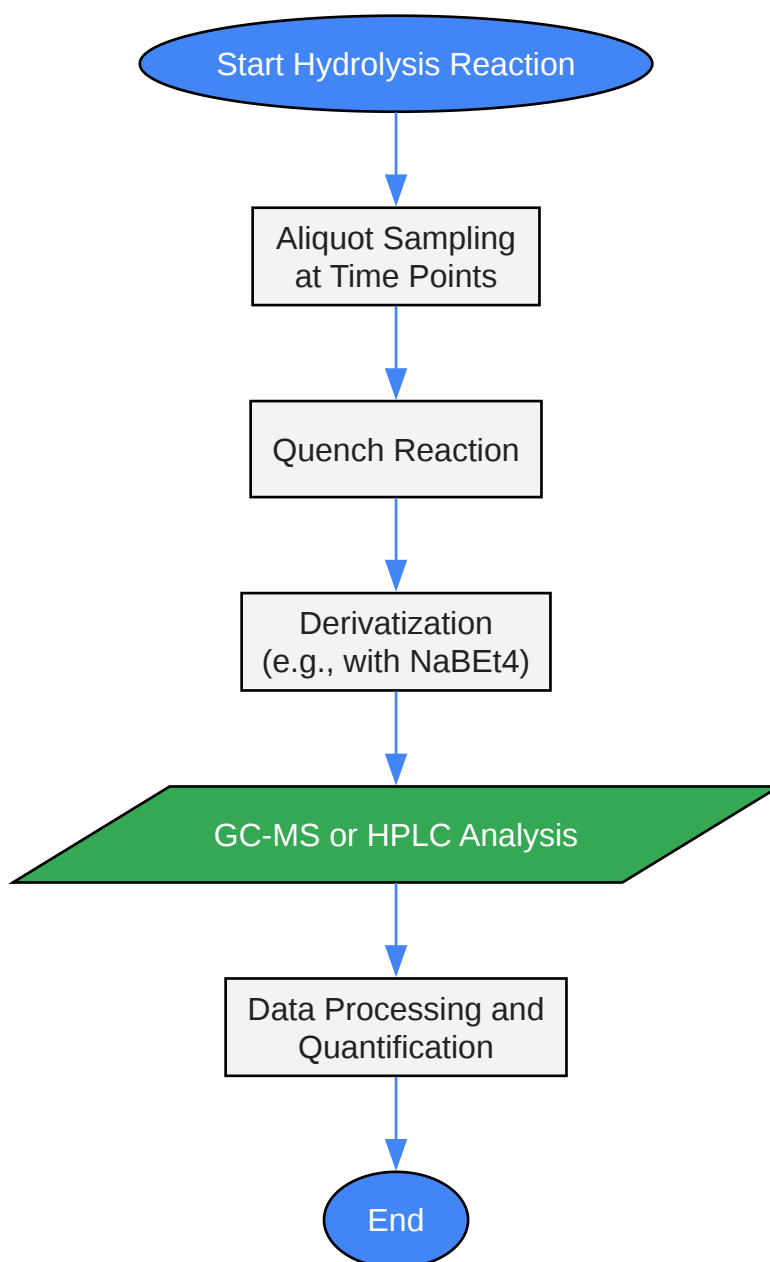 Start Hydrolysis Reaction
Aliquot Sampling
at Time Points
Quench Reaction
Derivatization
(e.g., with NaBEt4)
GC-MS or HPLC Analysis
Data Processing and
Quantification
End